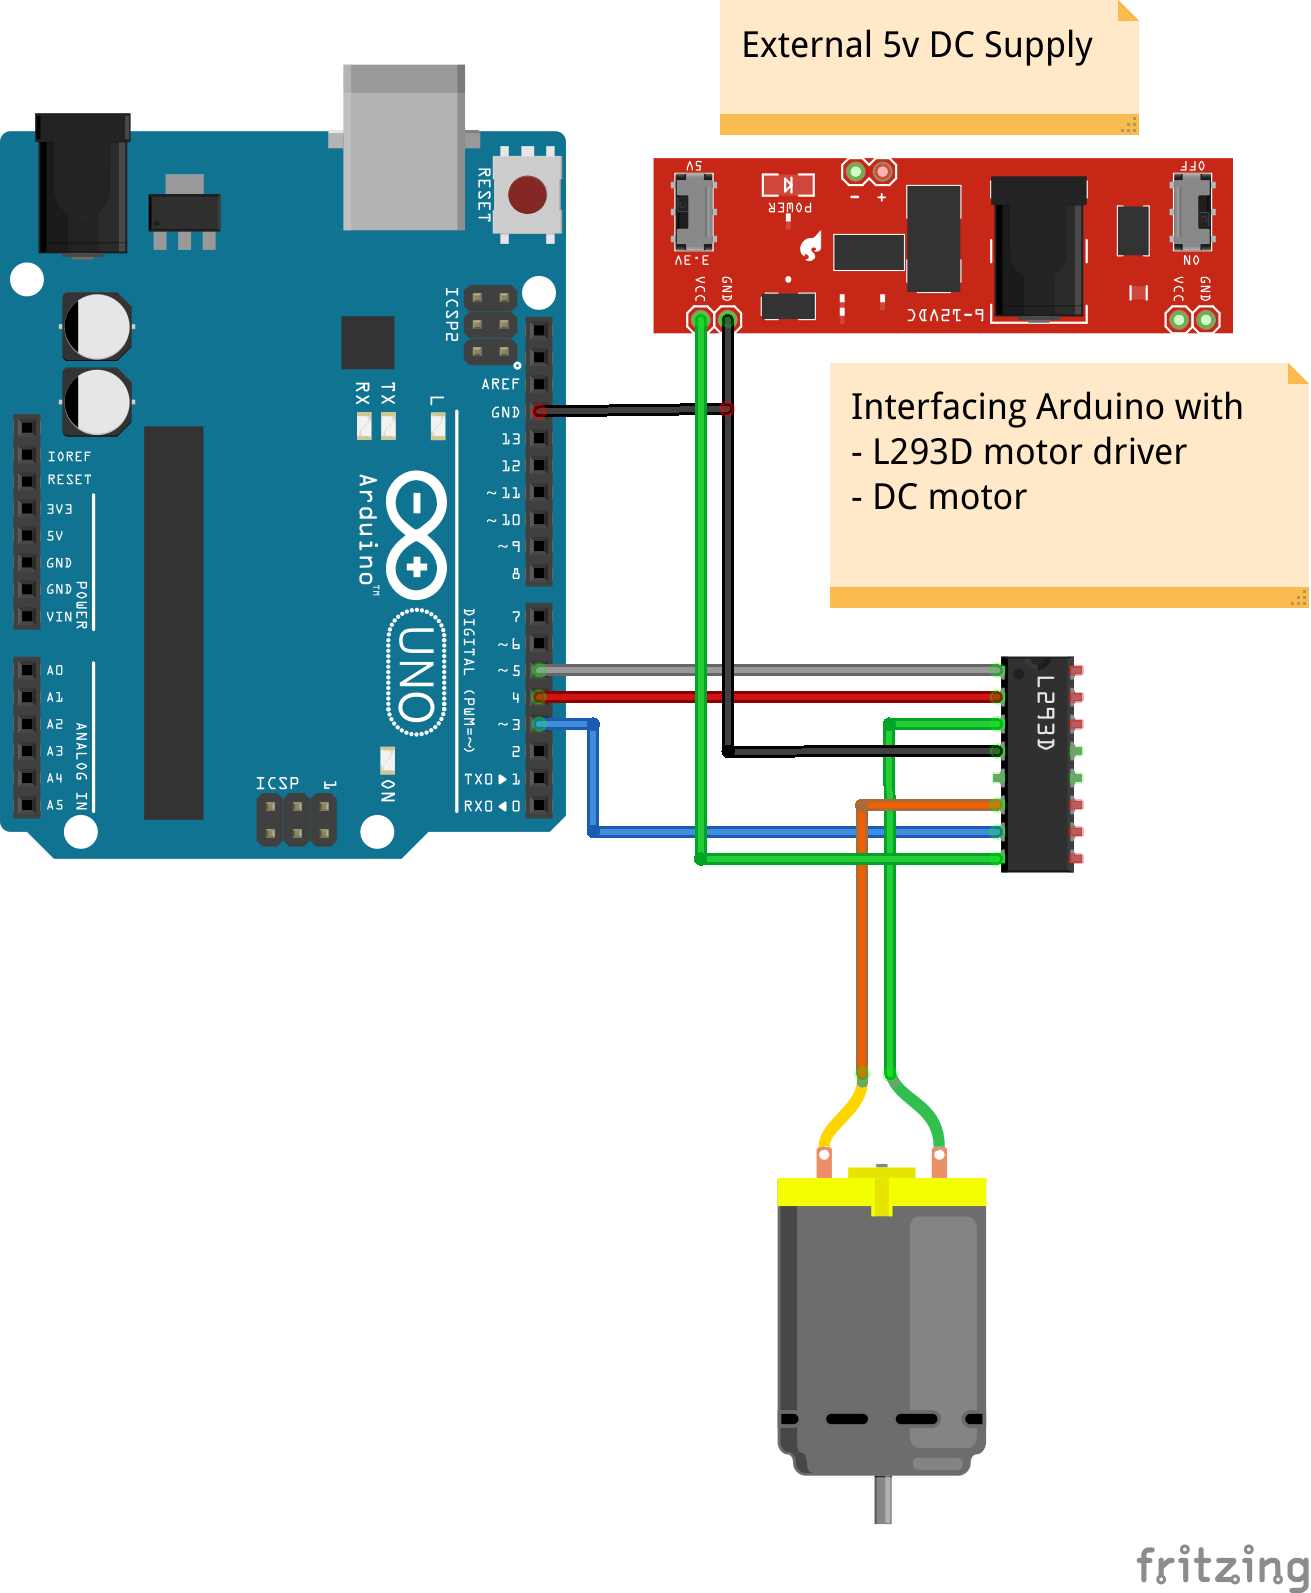 External 5v DC Supply
5V
POWER
- +
OFF
3.3V
ON
VCC
GND
6-12VDC
VCC
GND
Interfacing Arduino with
- L293D motor driver
- DC motor
RESET
ICSP2
AREF
GND
13
12
~11
~10
~9
8
7
~6
~5
4
~3
2
TX0▶1
RX0◀0
DIGITAL (PWM=~)
RX
TX
L
Arduino™
UNO
ON
IOREF
RESET
3V3
5V
GND
GND
VIN
POWER
A0
A1
A2
A3
A4
A5
ANALOG IN
ICSP
1
L293D
fritzing